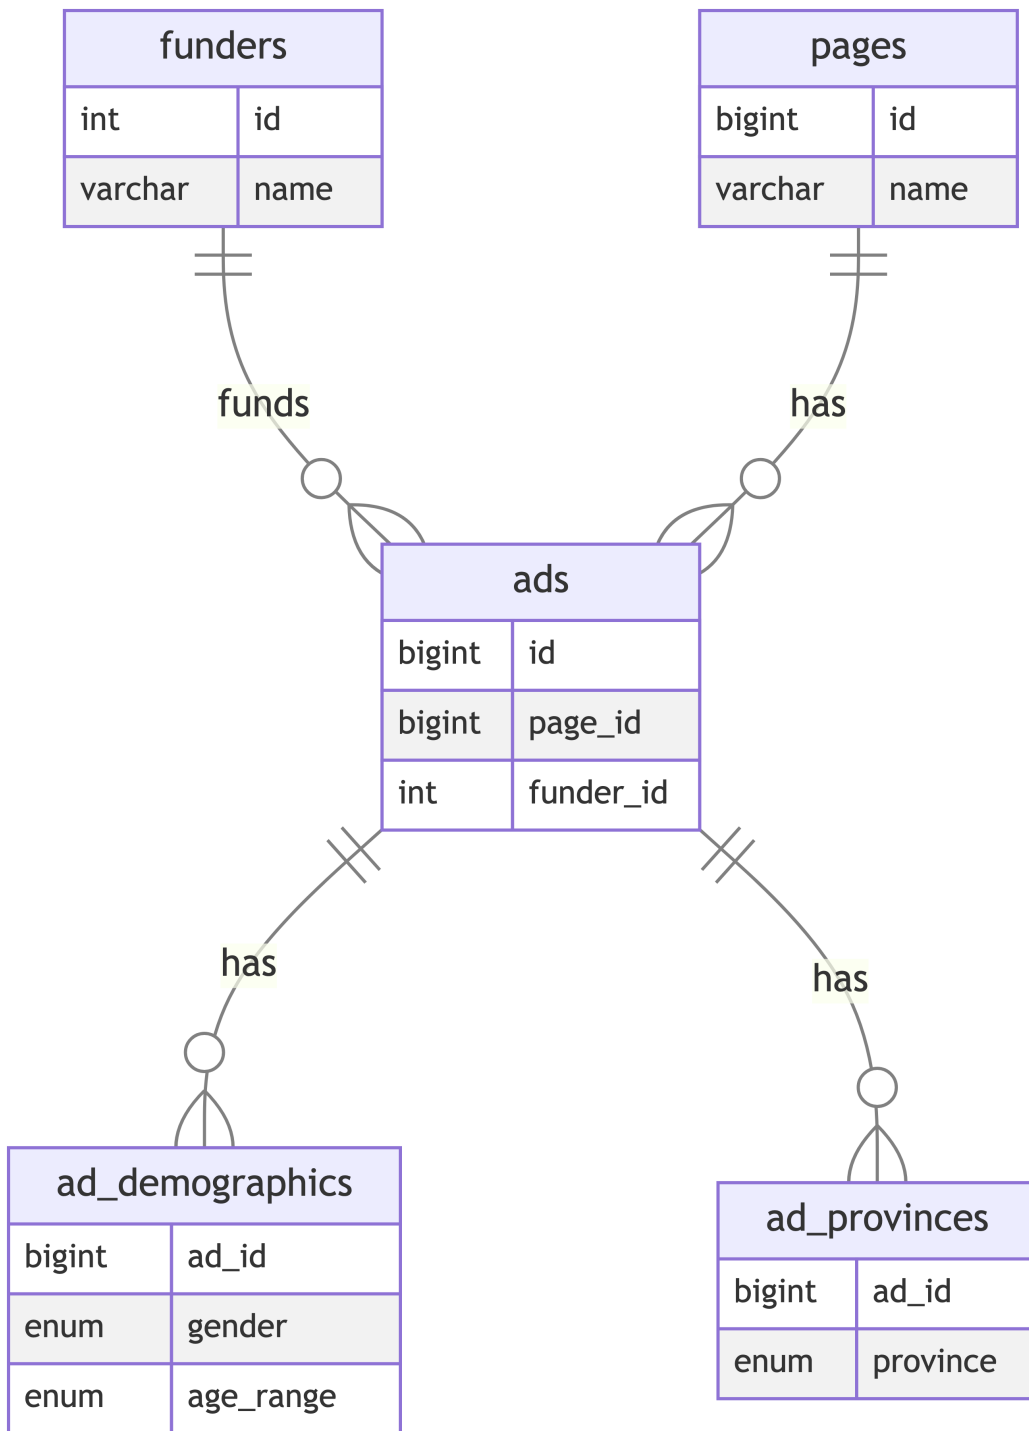 funders
int id
varchar name
pages
bigint id
varchar name
funds
has
ads
bigint id
bigint page_id
int funder_id
has
has
ad_demographics
bigint ad_id
enum gender
enum age_range
ad_provinces
bigint ad_id
enum province